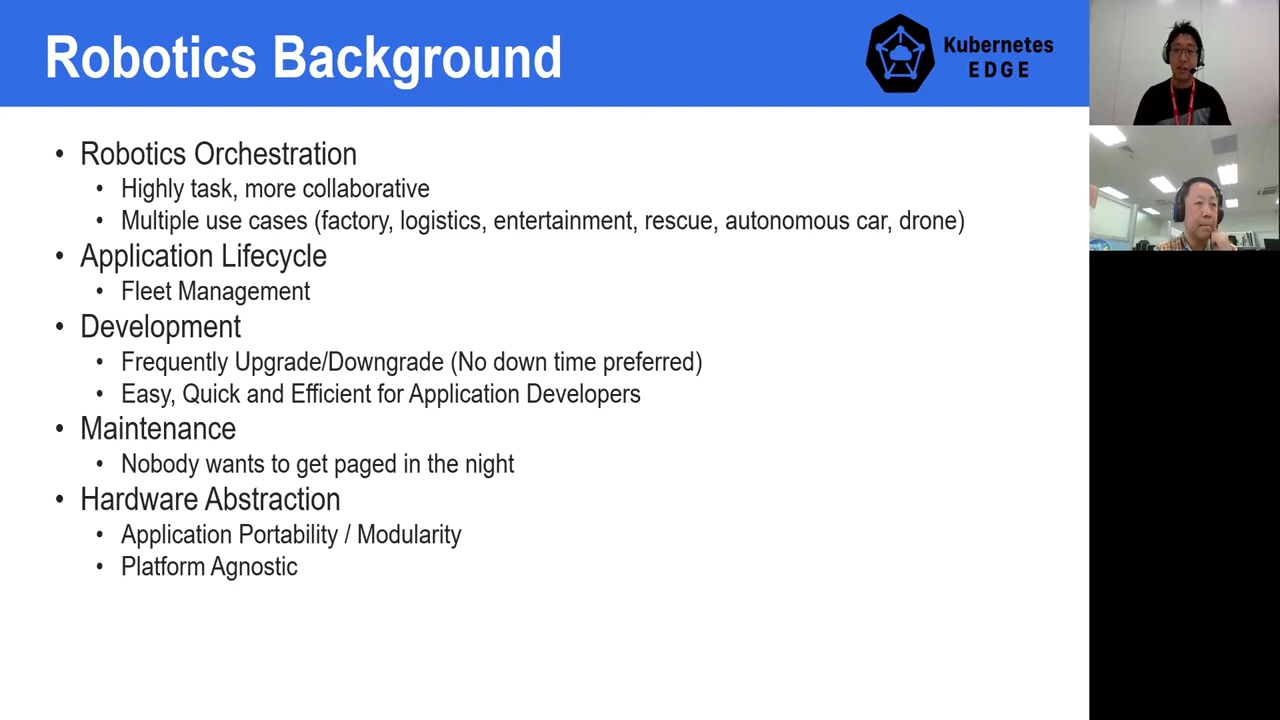 Robotics Background
Kubernetes
EDGE
• Robotics Orchestration
• Highly task, more collaborative
• Multiple use cases (factory, logistics, entertainment, rescue, autonomous car, drone)
• Application Lifecycle
• Fleet Management
• Development
• Frequently Upgrade/Downgrade (No down time preferred)
• Easy, Quick and Efficient for Application Developers
• Maintenance
• Nobody wants to get paged in the night
• Hardware Abstraction
• Application Portability / Modularity
• Platform Agnostic